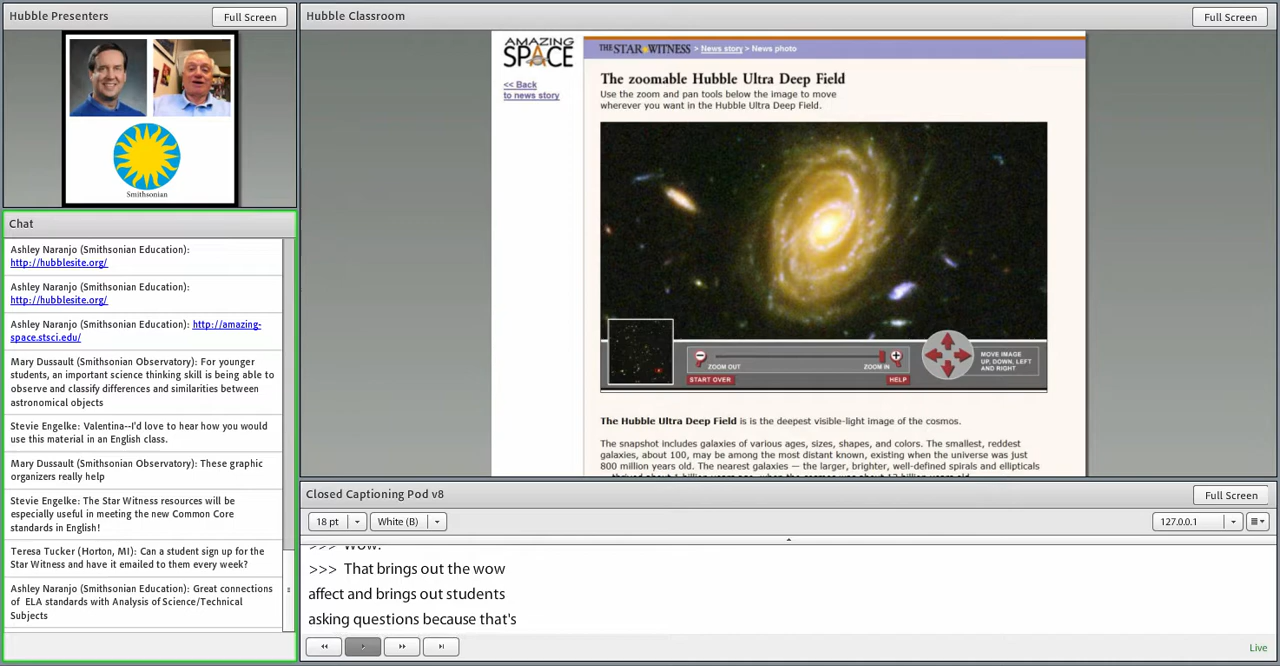 Hubble Presenters
Full Screen
Smithsonian
Chat
Ashley Naranjo (Smithsonian Education):
http://hubblesite.org/
Ashley Naranjo (Smithsonian Education):
http://hubblesite.org/
Ashley Naranjo (Smithsonian Education): http://amazing-
space.stsci.edu/
Mary Dussault (Smithsonian Observatory): For younger
students, an important science thinking skill is being able to
observe and classify differences and similarities between
astronomical objects
Stevie Engelke: Valentina--I'd love to hear how you would
use this material in an English class.
Mary Dussault (Smithsonian Observatory): These graphic
organizers really help
Stevie Engelke: The Star Witness resources will be
especially useful in meeting the new Common Core
standards in English!
Teresa Tucker (Horton, MI): Can a student sign up for the
Star Witness and have it emailed to them every week?
Ashley Naranjo (Smithsonian Education): Great connections
of ELA standards with Analysis of Science/Technical
Subjects
Hubble Classroom
Full Screen
AMAZING
SPACE
<< Back
to news story
THE STAR WITNESS > News story > News photo
The zoomable Hubble Ultra Deep Field
Use the zoom and pan tools below the image to move
wherever you want in the Hubble Ultra Deep Field.
ZOOM OUT
ZOOM IN
START OVER
HELP
MOVE IMAGE
UP, DOWN, LEFT
AND RIGHT
The Hubble Ultra Deep Field is is the deepest visible-light image of the cosmos.
The snapshot includes galaxies of various ages, sizes, shapes, and colors. The smallest, reddest
galaxies, about 100, may be among the most distant known, existing when the universe was just
800 million years old. The nearest galaxies — the larger, brighter, well-defined spirals and ellipticals
Closed Captioning Pod v8
Full Screen
18 pt
White (B)
127.0.0.1
>>> Wow.
>>> That brings out the wow
affect and brings out students
asking questions because that's
Live